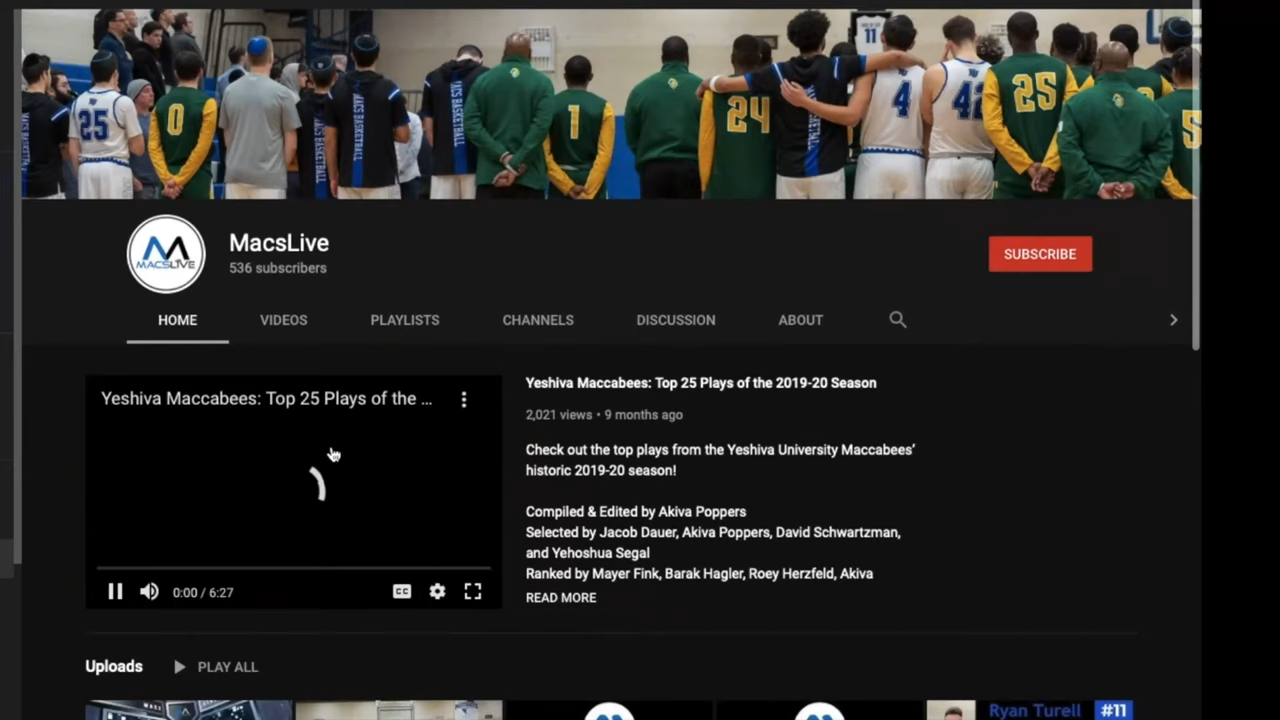 11
25
0
MACS BASKETBALL
1
24
4
42
25
5
MacsLive
536 subscribers
MACSLIVE
SUBSCRIBE
HOME VIDEOS PLAYLISTS CHANNELS DISCUSSION ABOUT
Yeshiva Maccabees: Top 25 Plays of the ...
0:00 / 6:27
CC
Yeshiva Maccabees: Top 25 Plays of the 2019-20 Season
2,021 views • 9 months ago
Check out the top plays from the Yeshiva University Maccabees'
historic 2019-20 season!
Compiled & Edited by Akiva Poppers
Selected by Jacob Dauer, Akiva Poppers, David Schwartzman,
and Yehoshua Segal
Ranked by Mayer Fink, Barak Hagler, Roey Herzfeld, Akiva
READ MORE
Uploads PLAY ALL
Ryan Turell #11